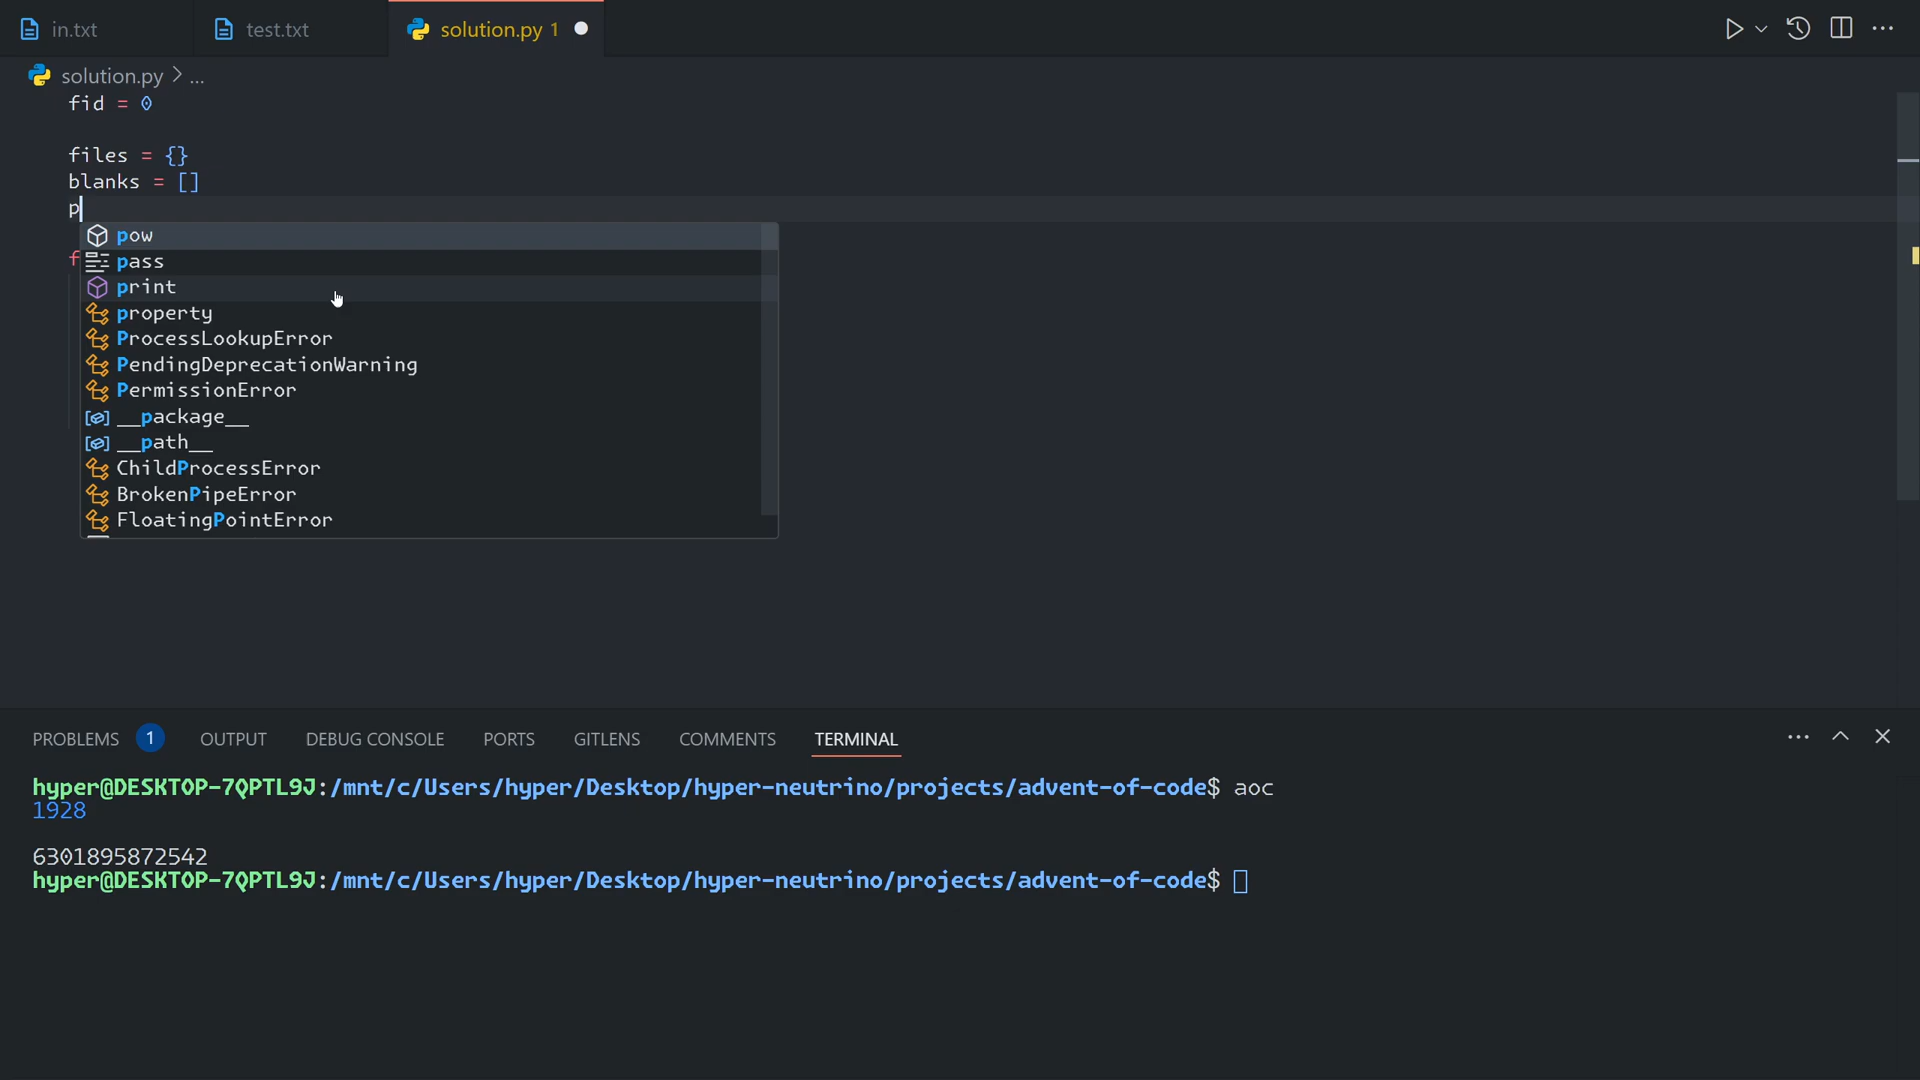 in.txt
test.txt
solution.py 1
solution.py > ...
fid = 0
files = {}
blanks = []
p
f
pow
pass
print
property
ProcessLookupError
PendingDeprecationWarning
PermissionError
__package__
__path__
ChildProcessError
BrokenPipeError
FloatingPointError
PROBLEMS 1 OUTPUT DEBUG CONSOLE PORTS GITLENS COMMENTS TERMINAL
hyper@DESKTOP-7QPTL9J:/mnt/c/Users/hyper/Desktop/hyper-neutrino/projects/advent-of-code$ aoc
1928
6301895872542
hyper@DESKTOP-7QPTL9J:/mnt/c/Users/hyper/Desktop/hyper-neutrino/projects/advent-of-code$